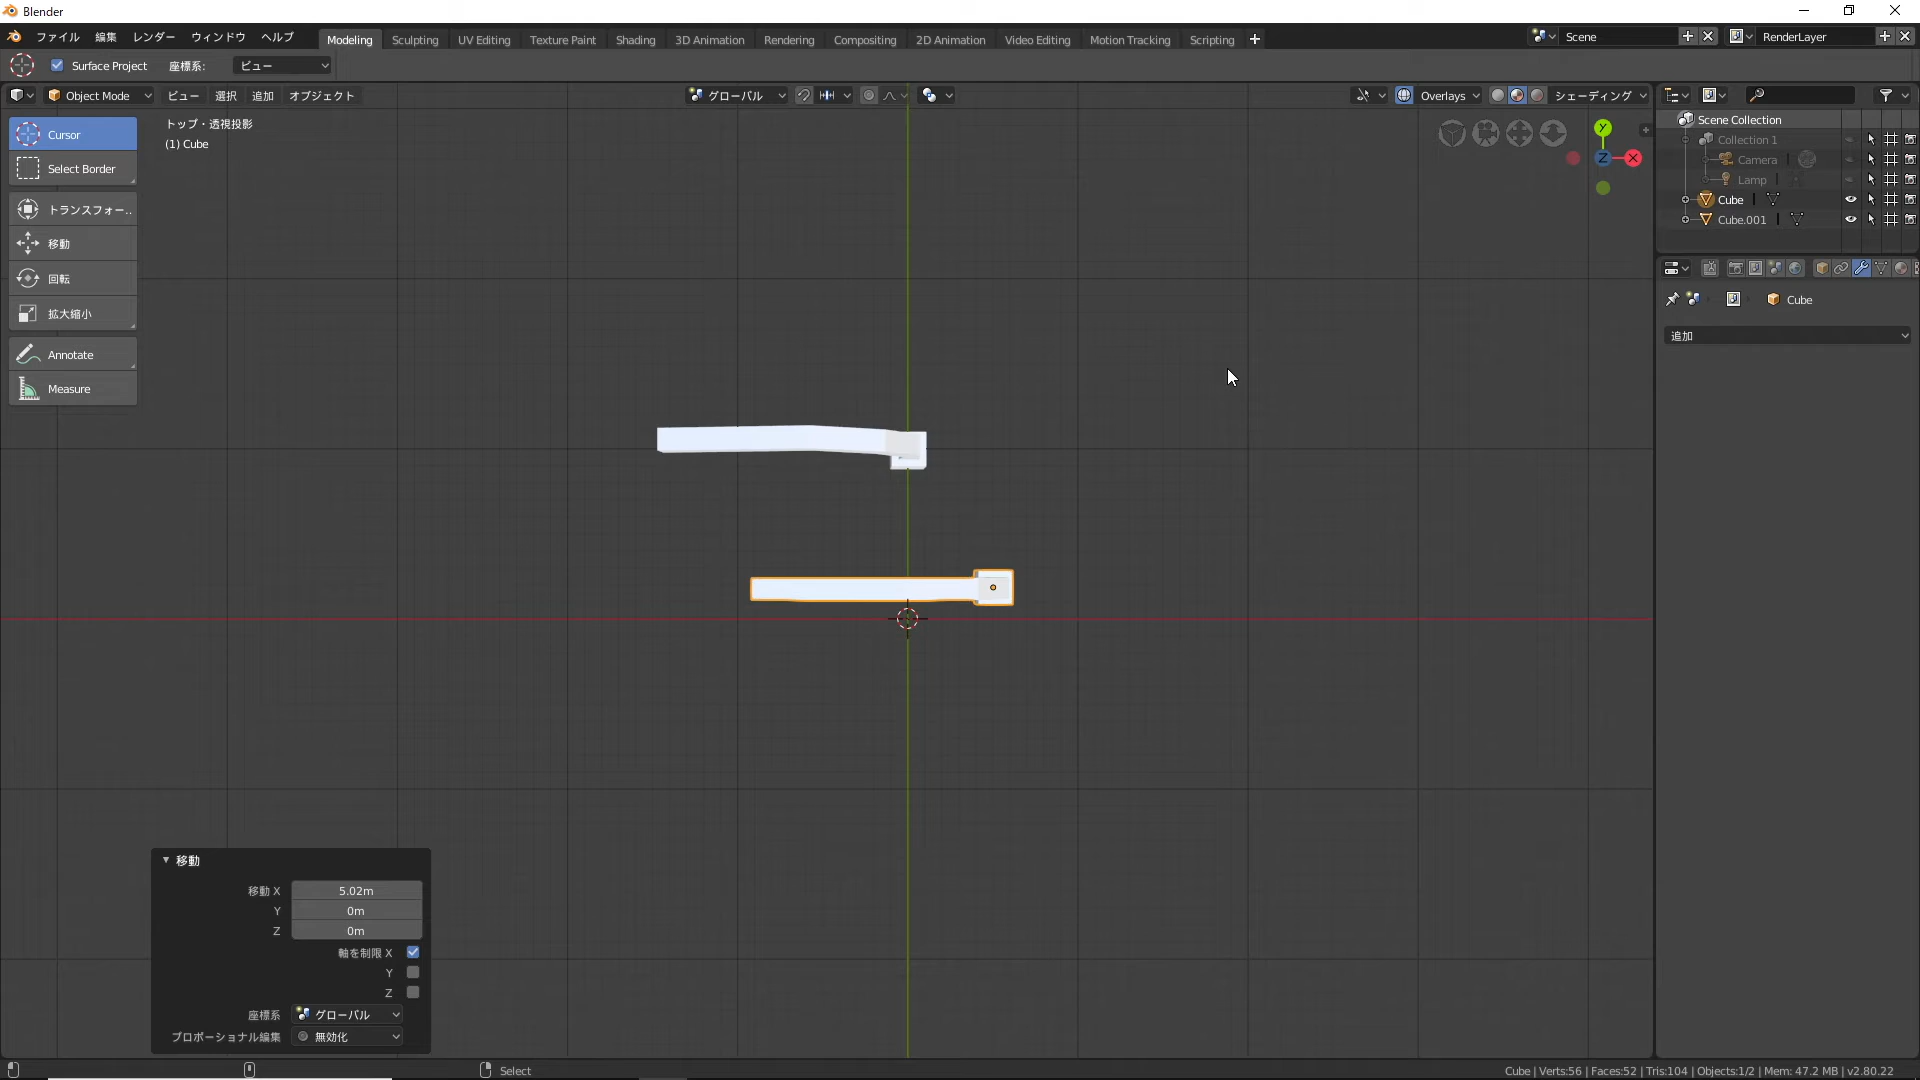 Blender
ファイル 編集 レンダー ウィンドウ ヘルプ Modeling Sculpting UV Editing Texture Paint Shading 3D Animation Rendering Compositing 2D Animation Video Editing Motion Tracking Scripting + Scene RenderLayer
Surface Project 座標系: ビュー
Object Mode ビュー 選択 追加 オブジェクト グローバル Overlays シェーディング
トップ・透視投影
(1) Cube
Cursor
Select Border
トランスフォー..
移動
回転
拡大縮小
Annotate
Measure
Y
Z
X
Scene Collection
Collection 1
Camera
Lamp
Cube
Cube.001
Cube
追加
移動
移動 X 5.02m
Y 0m
Z 0m
軸を制限 X
Y
Z
座標系 グローバル
プロポーショナル編集 無効化
Select
Cube | Verts:56 | Faces:52 | Tris:104 | Objects:1/2 | Mem: 47.2 MB | v2.80.22